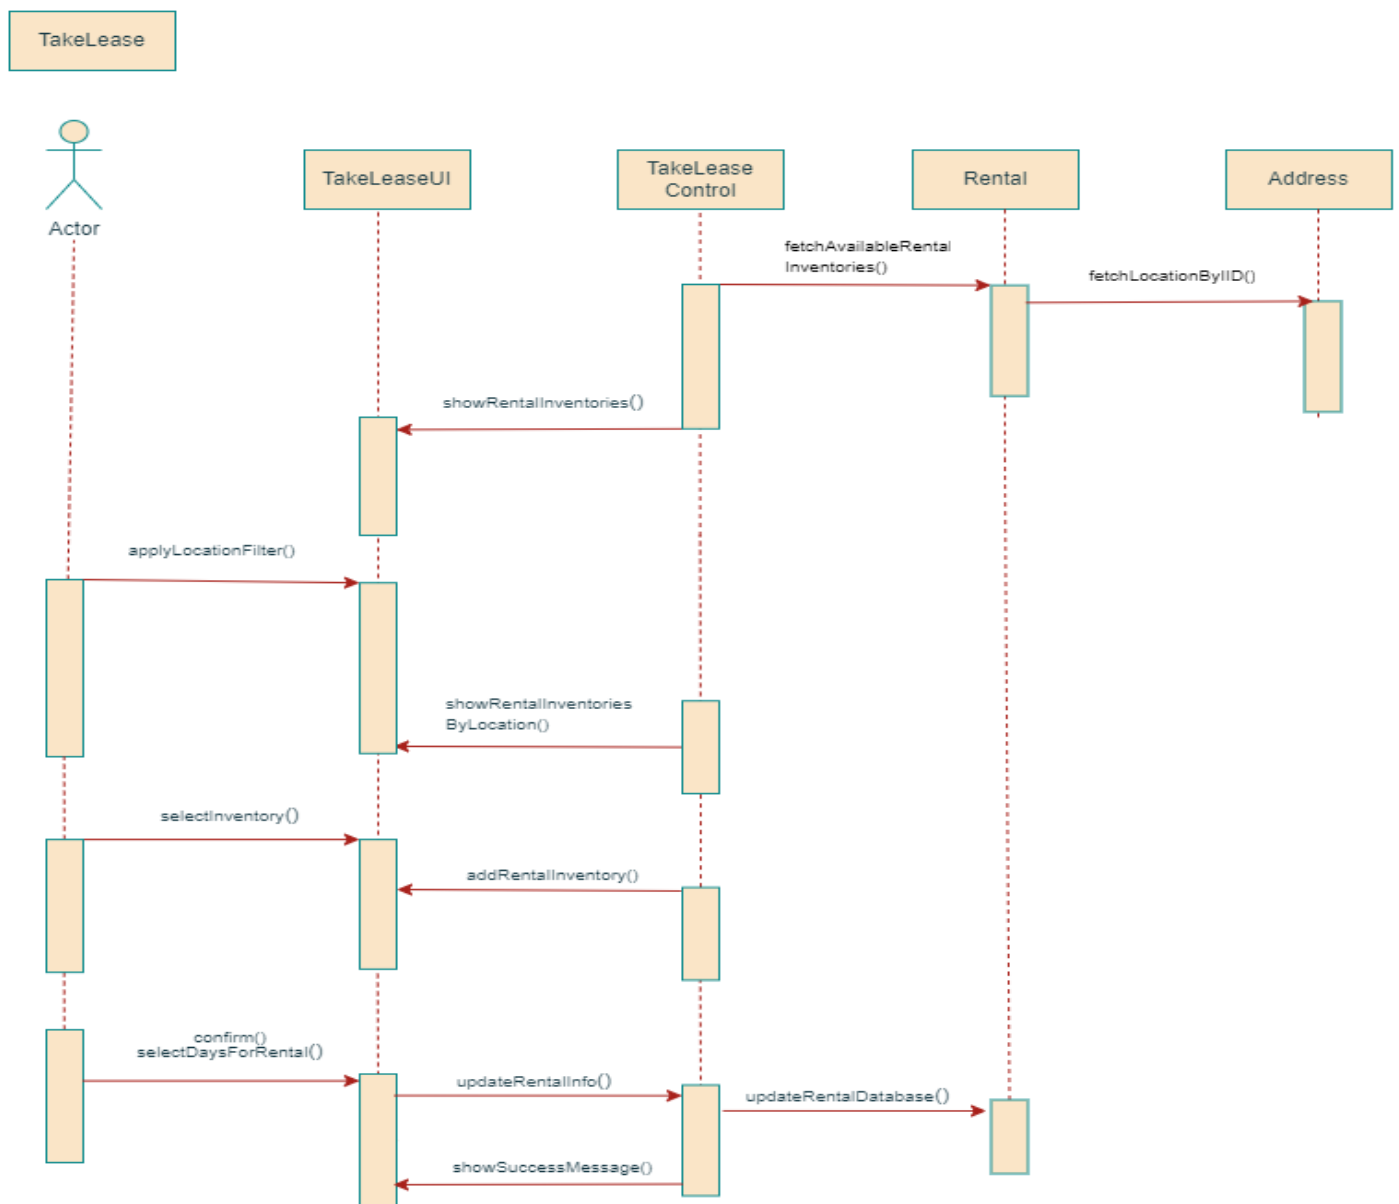 TakeLease
Actor
TakeLeaseUI
TakeLease
Control
Rental
Address
fetchAvailableRental
Inventories()
fetchLocationByIID()
showRentalInventories()
applyLocationFilter()
showRentalInventories
ByLocation()
selectInventory()
addRentalInventory()
confirm()
selectDaysForRental()
updateRentalInfo()
updateRentalDatabase()
showSuccessMessage()